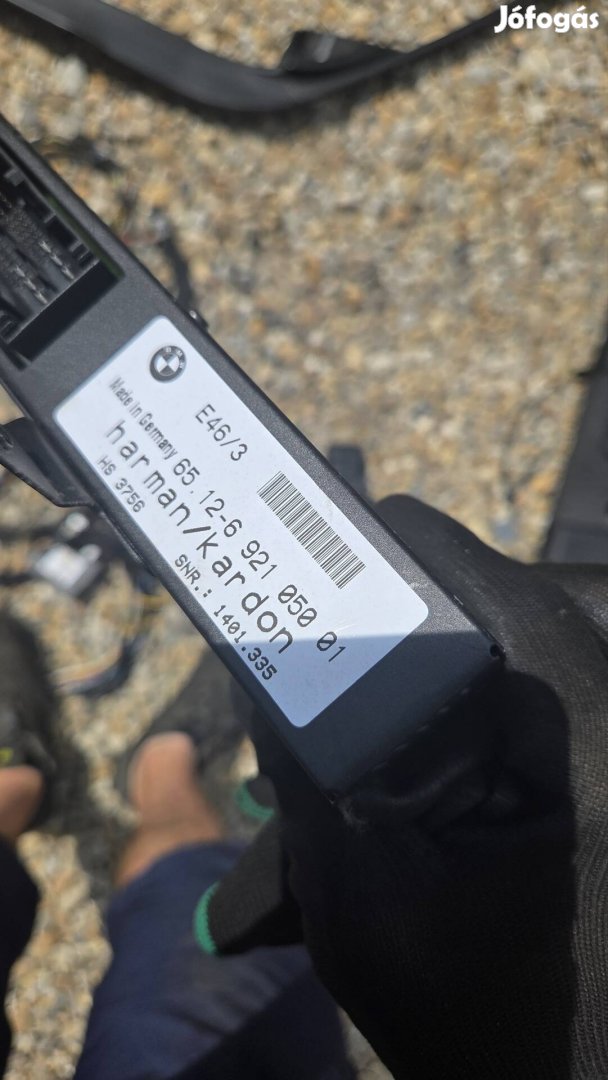 Jófogás
BMW
E46/3
Made in Germany
65.12-6 921 050 01
harman/kardon
HS 3756
SNR.: 1401.335